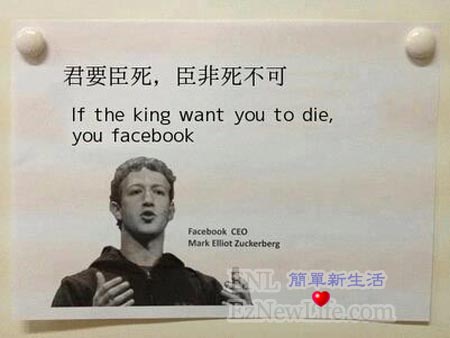 君要臣死，臣非死不可
If the king want you to die,
you facebook
Facebook CEO
Mark Elliot Zuckerberg
ENL 簡單新生活
EzNewLife.com